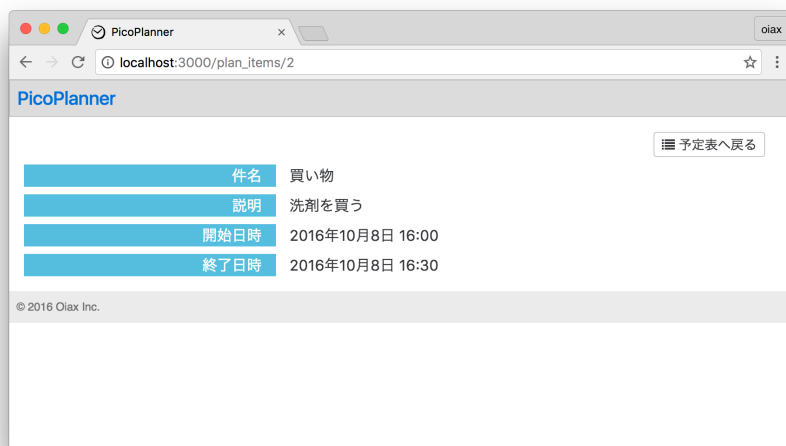 PicoPlanner
oiax
localhost:3000/plan_items/2
PicoPlanner
予定表へ戻る
件名 買い物
説明 洗剤を買う
開始日時 2016年10月8日 16:00
終了日時 2016年10月8日 16:30
© 2016 Oiax Inc.